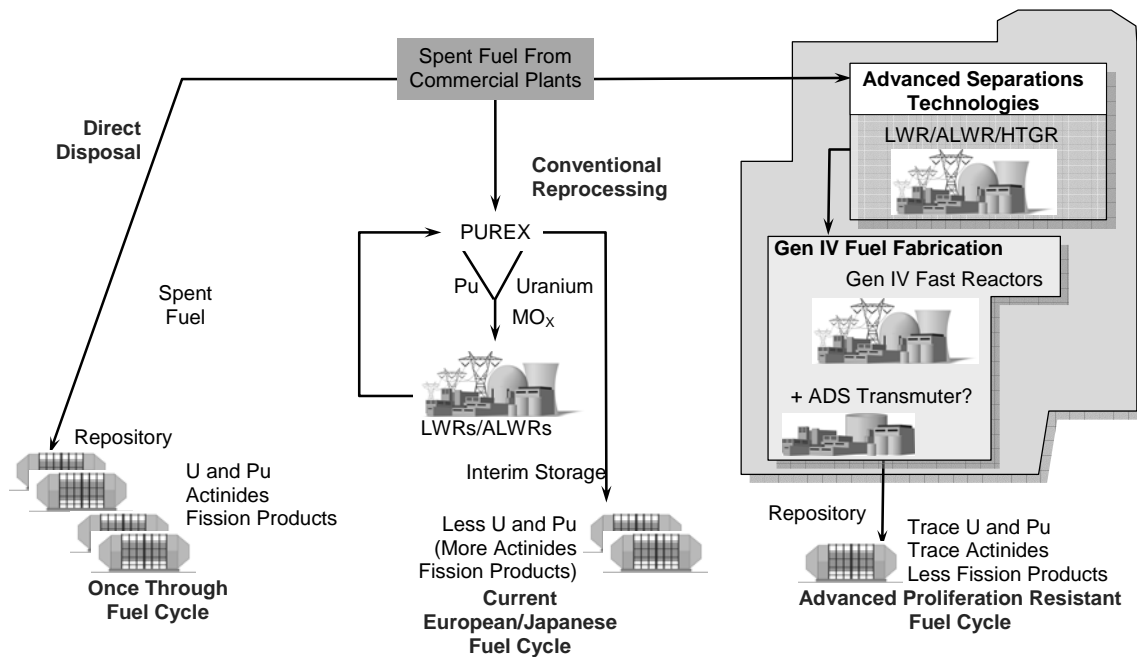 Spent Fuel From
Commercial Plants
Direct
Disposal
Spent
Fuel
Repository
U and Pu
Actinides
Fission Products
Once Through
Fuel Cycle
Conventional
Reprocessing
PUREX
Pu
Uranium
MOX
LWRs/ALWRs
Interim Storage
Less U and Pu
(More Actinides
Fission Products)
Current
European/Japanese
Fuel Cycle
Advanced Separations
Technologies
LWR/ALWR/HTGR
Gen IV Fuel Fabrication
Gen IV Fast Reactors
+ ADS Transmuter?
Repository
Trace U and Pu
Trace Actinides
Less Fission Products
Advanced Proliferation Resistant
Fuel Cycle